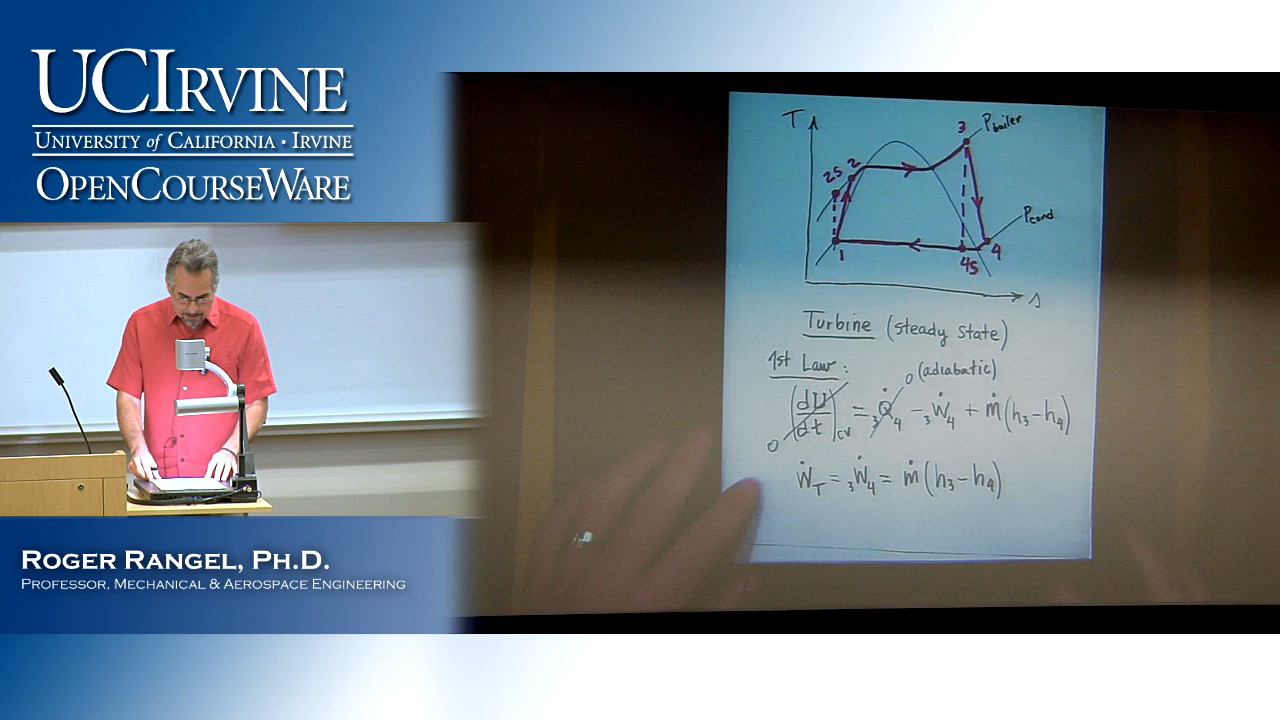 UCIRVINE
UNIVERSITY of CALIFORNIA · IRVINE
OPENCOURSEWARE
ROGER RANGEL, PH.D.
PROFESSOR, MECHANICAL & AEROSPACE ENGINEERING
T
3
Pboiler
2s 2
Pcond
1
4s 4
s
Turbine (steady state)
1st Law:
0 (adiabatic)
(dU/dt)CV = ₃Q̇₄ - ₃Ẇ₄ + ṁ(h₃-h₄)
0
ẆT = ₃Ẇ₄ = ṁ(h₃-h₄)